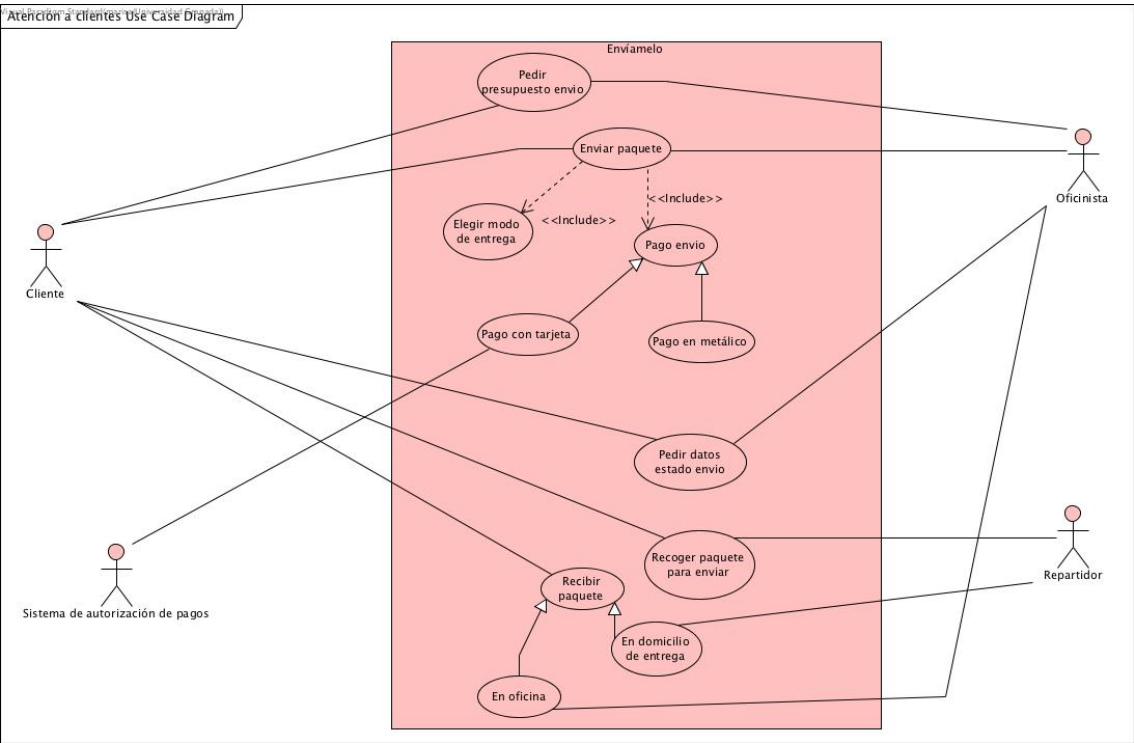 Atención a clientes Use Case Diagram
Envíamelo
Pedir
presupuesto envio
Enviar paquete
Oficinista
<<Include>>
Elegir modo
de entrega
<<Include>>
Pago envio
Cliente
Pago con tarjeta
Pago en metálico
Pedir datos
estado envio
Recoger paquete
para enviar
Repartidor
Recibir
paquete
Sistema de autorización de pagos
En domicilio
de entrega
En oficina